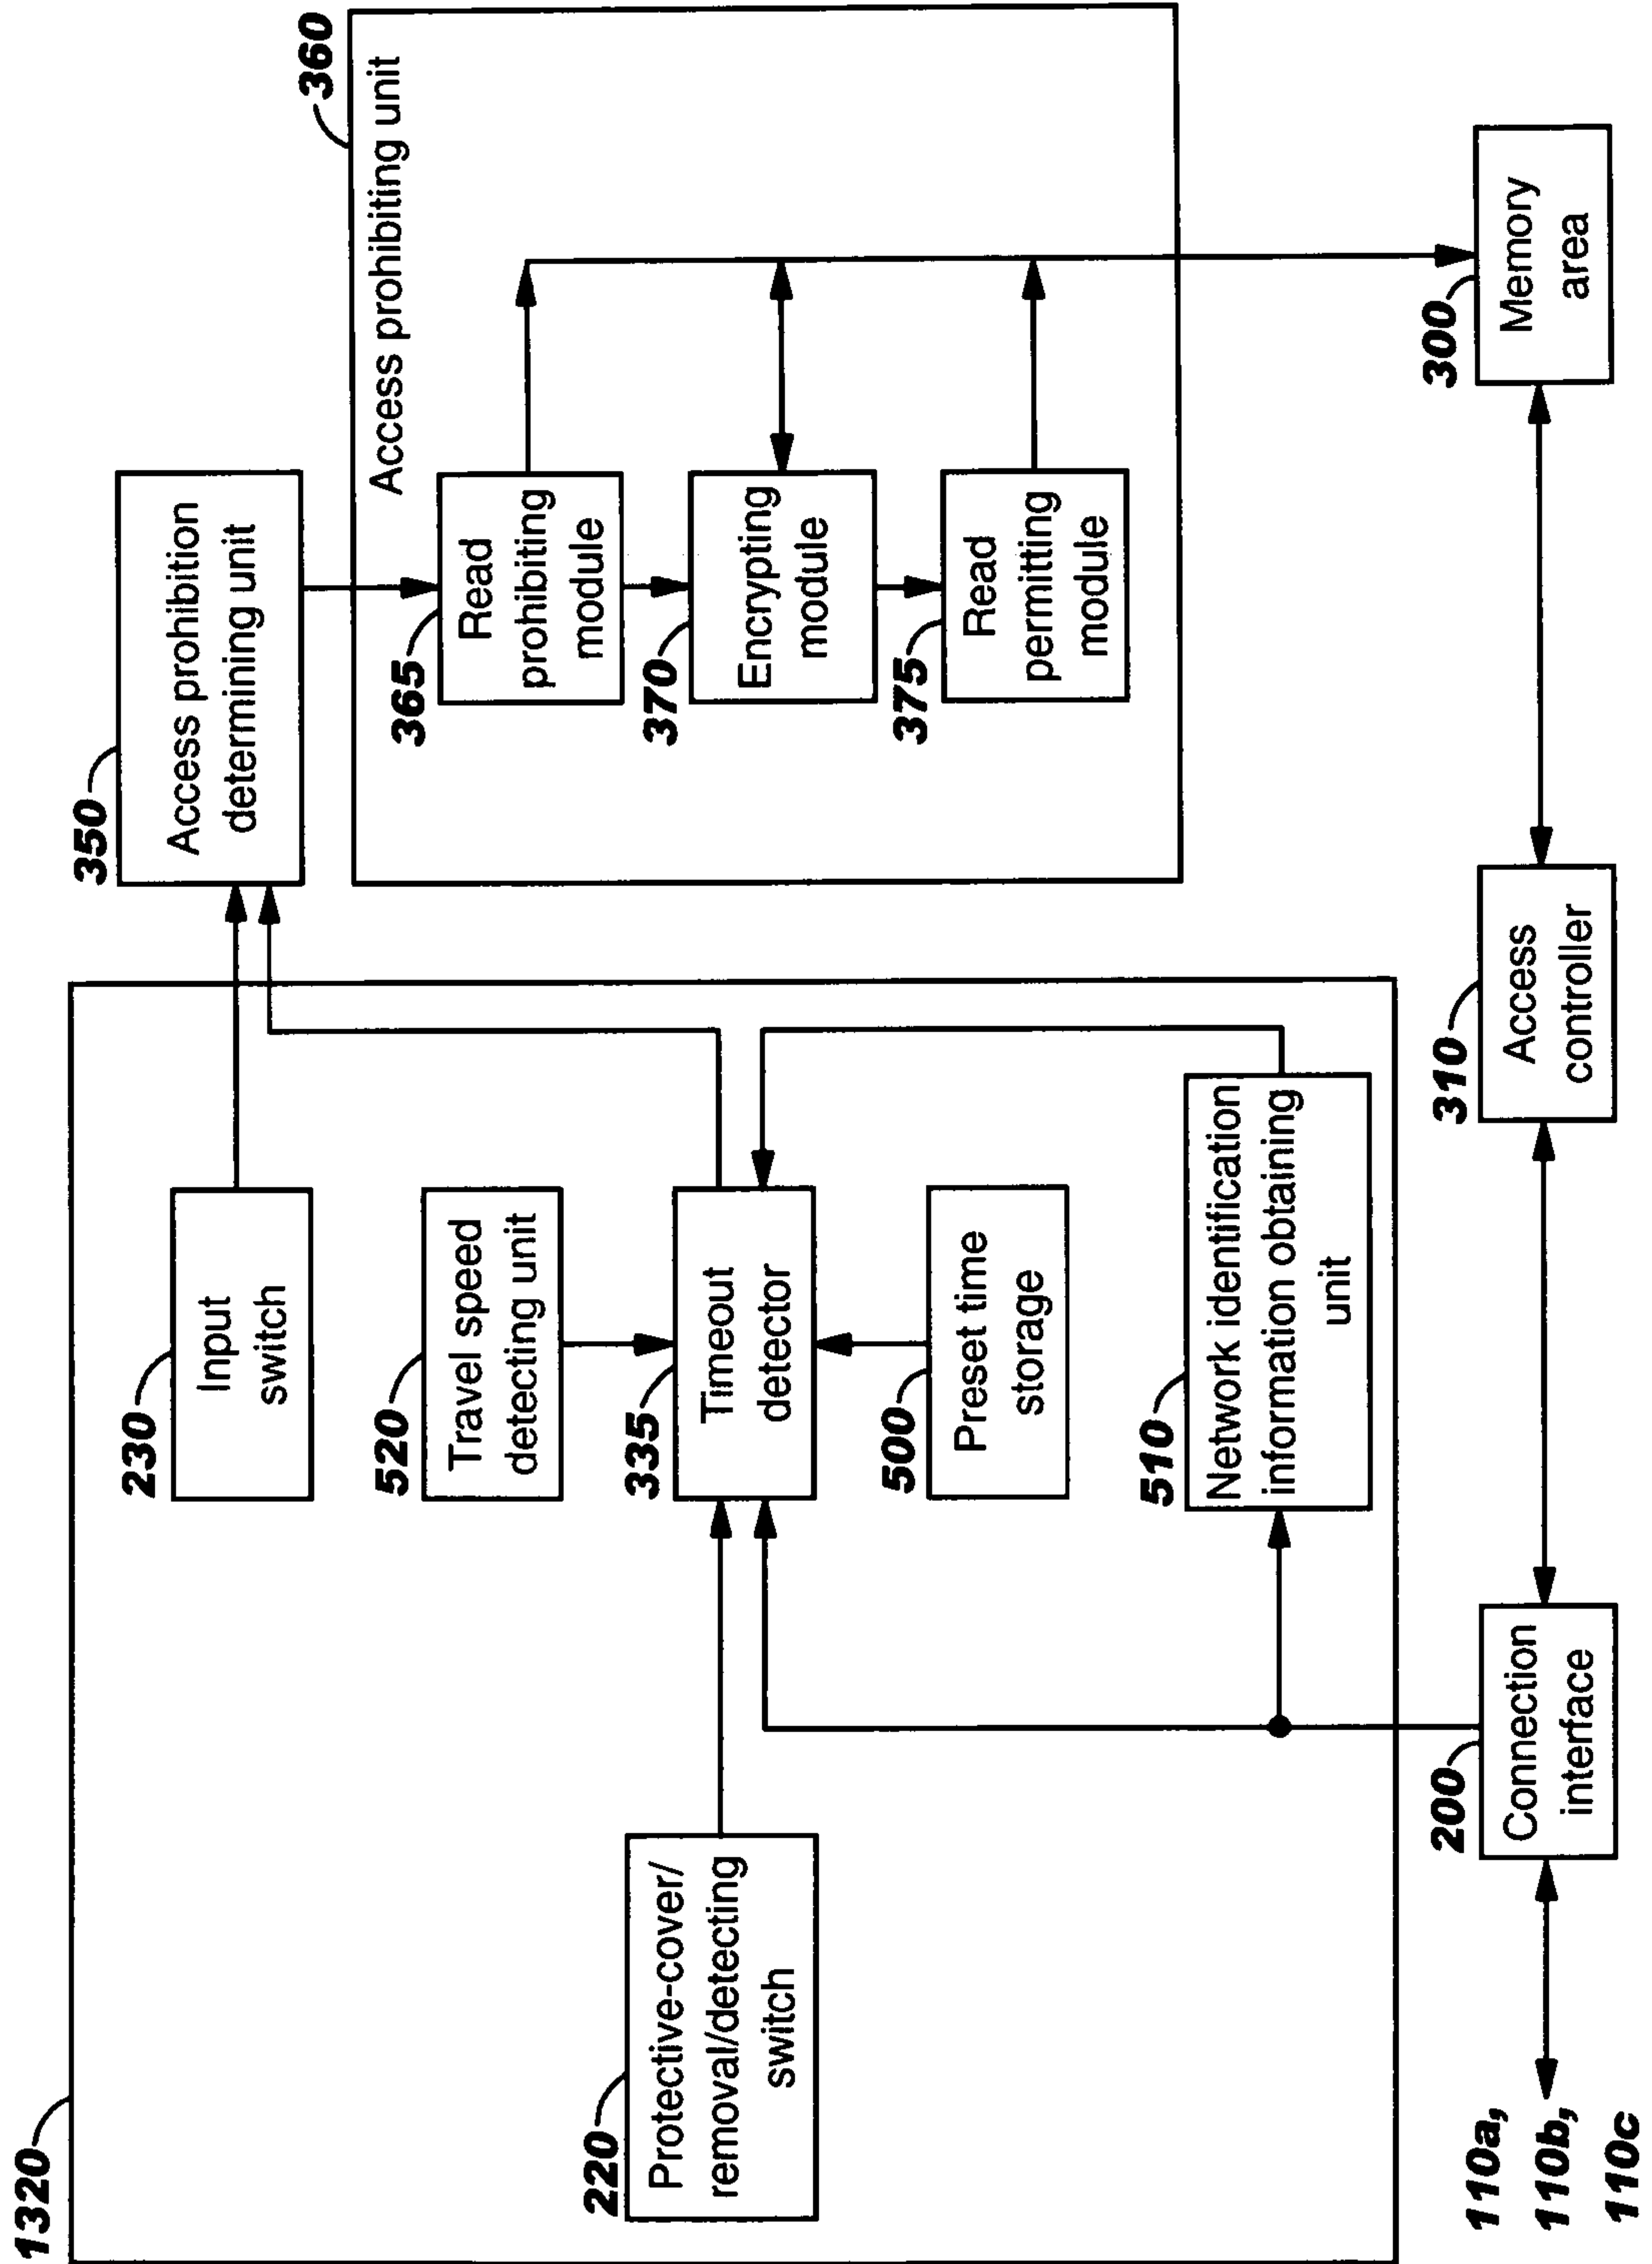 1320
220
Protective-cover/
removal/detecting
switch
230
Input
switch
520
Travel speed
detecting unit
335
Timeout
detector
500
Preset time
storage
510
Network identification
information obtaining
unit
350
Access prohibition
determining unit
360
Access prohibiting unit
365
Read
prohibiting
module
370
Encrypting
module
375
Read
permitting
module
110a,
110b,
110c
200
Connection
interface
310
Access
controller
300
Memory
area